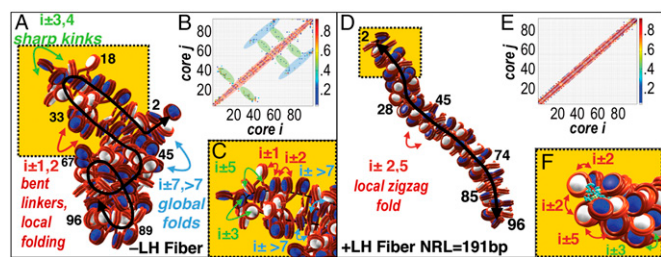 A
i±3,4
sharp kinks
18
2
33
67
45
i±1,2
bent
linkers,
local
folding
i±7,>7
global
folds
96
89
–LH Fiber
B
core j
80
60
40
20
20 40 60 80
core i
.8
.6
.4
.2
C
i±5
i±1
i±2
i± >7
i±3
i± >7
D
2
28
45
i± 2,5
local zigzag
fold
74
85
96
+LH Fiber NRL=191bp
E
core j
80
60
40
20
20 40 60 80
core i
.8
.6
.4
.2
F
i±2
i±2
i±5
i±3